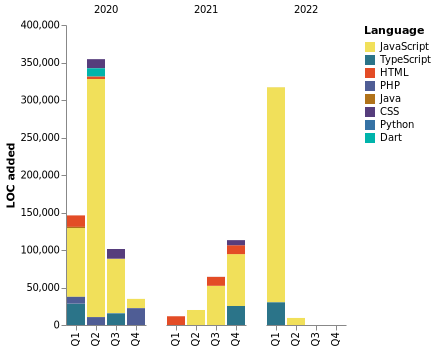 2020 2021 2022
Language
JavaScript
TypeScript
HTML
PHP
Java
CSS
Python
Dart
LOC added
400,000
350,000
300,000
250,000
200,000
150,000
100,000
50,000
0
Q1 Q2 Q3 Q4 Q1 Q2 Q3 Q4 Q1 Q2 Q3 Q4